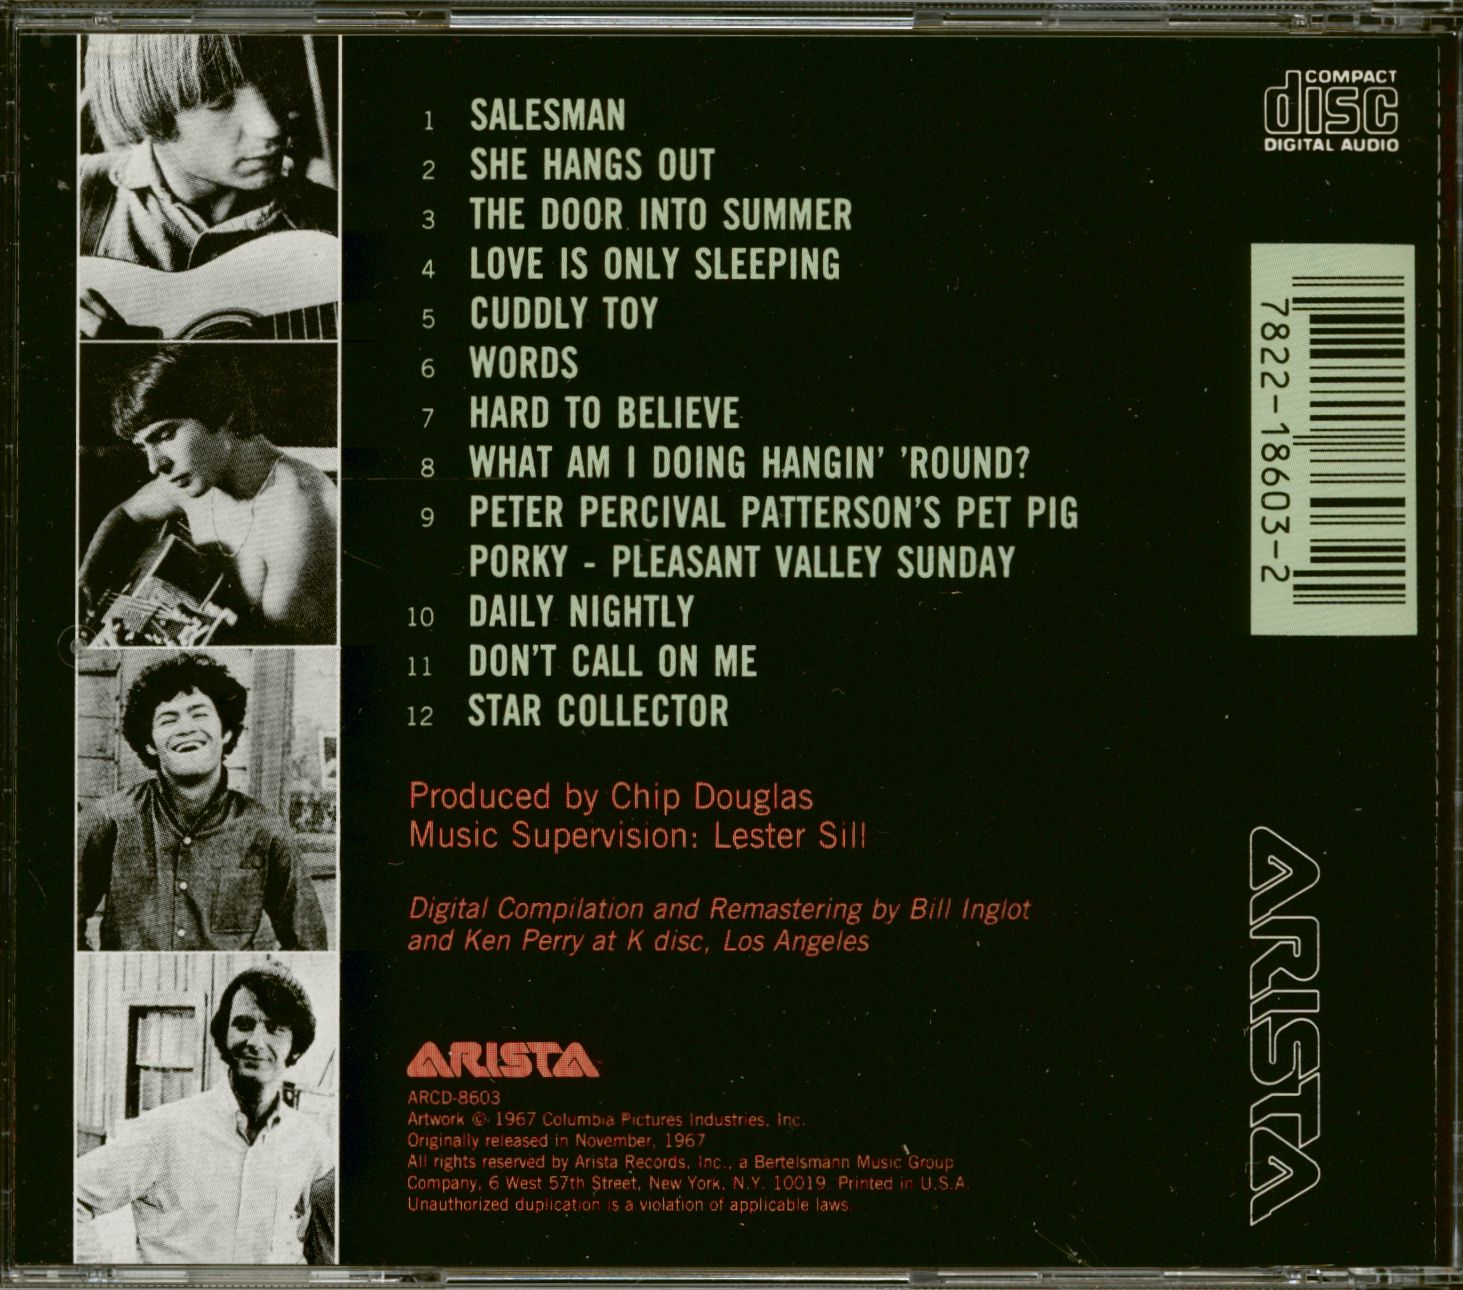 COMPACT
disc
DIGITAL AUDIO
1 SALESMAN
2 SHE HANGS OUT
3 THE DOOR INTO SUMMER
4 LOVE IS ONLY SLEEPING
5 CUDDLY TOY
6 WORDS
7 HARD TO BELIEVE
8 WHAT AM I DOING HANGIN' 'ROUND?
9 PETER PERCIVAL PATTERSON'S PET PIG
PORKY - PLEASANT VALLEY SUNDAY
10 DAILY NIGHTLY
11 DON'T CALL ON ME
12 STAR COLLECTOR
7822-18603-2
Produced by Chip Douglas
Music Supervision: Lester Sill
Digital Compilation and Remastering by Bill Inglot
and Ken Perry at K disc, Los Angeles
ARISTA
ARISTA
ARCD-8603
Artwork © 1967 Columbia Pictures Industries, Inc.
Originally released in November, 1967
All rights reserved by Arista Records, Inc., a Bertelsmann Music Group
Company, 6 West 57th Street, New York, N.Y. 10019. Printed in U.S.A.
Unauthorized duplication is a violation of applicable laws.